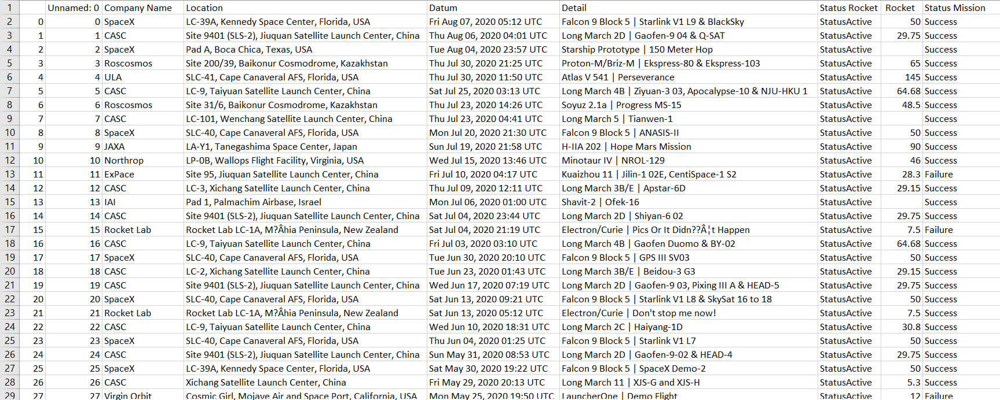 1 Unnamed: 0 Company Name Location Datum Detail Status Rocket Rocket Status Mission
2 0 0 SpaceX LC-39A, Kennedy Space Center, Florida, USA Fri Aug 07, 2020 05:12 UTC Falcon 9 Block 5 | Starlink V1 L9 & BlackSky StatusActive 50 Success
3 1 1 CASC Site 9401 (SLS-2), Jiuquan Satellite Launch Center, China Thu Aug 06, 2020 04:01 UTC Long March 2D | Gaofen-9 04 & Q-SAT StatusActive 29.75 Success
4 2 2 SpaceX Pad A, Boca Chica, Texas, USA Tue Aug 04, 2020 23:57 UTC Starship Prototype | 150 Meter Hop StatusActive Success
5 3 3 Roscosmos Site 200/39, Baikonur Cosmodrome, Kazakhstan Thu Jul 30, 2020 21:25 UTC Proton-M/Briz-M | Ekspress-80 & Ekspress-103 StatusActive 65 Success
6 4 4 ULA SLC-41, Cape Canaveral AFS, Florida, USA Thu Jul 30, 2020 11:50 UTC Atlas V 541 | Perseverance StatusActive 145 Success
7 5 5 CASC LC-9, Taiyuan Satellite Launch Center, China Sat Jul 25, 2020 03:13 UTC Long March 4B | Ziyuan-3 03, Apocalypse-10 & NJU-HKU 1 StatusActive 64.68 Success
8 6 6 Roscosmos Site 31/6, Baikonur Cosmodrome, Kazakhstan Thu Jul 23, 2020 14:26 UTC Soyuz 2.1a | Progress MS-15 StatusActive 48.5 Success
9 7 7 CASC LC-101, Wenchang Satellite Launch Center, China Thu Jul 23, 2020 04:41 UTC Long March 5 | Tianwen-1 StatusActive Success
10 8 8 SpaceX SLC-40, Cape Canaveral AFS, Florida, USA Mon Jul 20, 2020 21:30 UTC Falcon 9 Block 5 | ANASIS-II StatusActive 50 Success
11 9 9 JAXA LA-Y1, Tanegashima Space Center, Japan Sun Jul 19, 2020 21:58 UTC H-IIA 202 | Hope Mars Mission StatusActive 90 Success
12 10 10 Northrop LP-0B, Wallops Flight Facility, Virginia, USA Wed Jul 15, 2020 13:46 UTC Minotaur IV | NROL-129 StatusActive 46 Success
13 11 11 ExPace Site 95, Jiuquan Satellite Launch Center, China Fri Jul 10, 2020 04:17 UTC Kuaizhou 11 | Jilin-1 02E, CentiSpace-1 S2 StatusActive 28.3 Failure
14 12 12 CASC LC-3, Xichang Satellite Launch Center, China Thu Jul 09, 2020 12:11 UTC Long March 3B/E | Apstar-6D StatusActive 29.15 Success
15 13 13 IAI Pad 1, Palmachim Airbase, Israel Mon Jul 06, 2020 01:00 UTC Shavit-2 | Ofek-16 StatusActive Success
16 14 14 CASC Site 9401 (SLS-2), Jiuquan Satellite Launch Center, China Sat Jul 04, 2020 23:44 UTC Long March 2D | Shiyan-6 02 StatusActive 29.75 Success
17 15 15 Rocket Lab Rocket Lab LC-1A, M?Âhia Peninsula, New Zealand Sat Jul 04, 2020 21:19 UTC Electron/Curie | Pics Or It Didn??Â¦t Happen StatusActive 7.5 Failure
18 16 16 CASC LC-9, Taiyuan Satellite Launch Center, China Fri Jul 03, 2020 03:10 UTC Long March 4B | Gaofen Duomo & BY-02 StatusActive 64.68 Success
19 17 17 SpaceX SLC-40, Cape Canaveral AFS, Florida, USA Tue Jun 30, 2020 20:10 UTC Falcon 9 Block 5 | GPS III SV03 StatusActive 50 Success
20 18 18 CASC LC-2, Xichang Satellite Launch Center, China Tue Jun 23, 2020 01:43 UTC Long March 3B/E | Beidou-3 G3 StatusActive 29.15 Success
21 19 19 CASC Site 9401 (SLS-2), Jiuquan Satellite Launch Center, China Wed Jun 17, 2020 07:19 UTC Long March 2D | Gaofen-9 03, Pixing III A & HEAD-5 StatusActive 29.75 Success
22 20 20 SpaceX SLC-40, Cape Canaveral AFS, Florida, USA Sat Jun 13, 2020 09:21 UTC Falcon 9 Block 5 | Starlink V1 L8 & SkySat 16 to 18 StatusActive 50 Success
23 21 21 Rocket Lab Rocket Lab LC-1A, M?Âhia Peninsula, New Zealand Sat Jun 13, 2020 05:12 UTC Electron/Curie | Don't stop me now! StatusActive 7.5 Success
24 22 22 CASC LC-9, Taiyuan Satellite Launch Center, China Wed Jun 10, 2020 18:31 UTC Long March 2C | Haiyang-1D StatusActive 30.8 Success
25 23 23 SpaceX SLC-40, Cape Canaveral AFS, Florida, USA Thu Jun 04, 2020 01:25 UTC Falcon 9 Block 5 | Starlink V1 L7 StatusActive 50 Success
26 24 24 CASC Site 9401 (SLS-2), Jiuquan Satellite Launch Center, China Sun May 31, 2020 08:53 UTC Long March 2D | Gaofen-9-02 & HEAD-4 StatusActive 29.75 Success
27 25 25 SpaceX LC-39A, Kennedy Space Center, Florida, USA Sat May 30, 2020 19:22 UTC Falcon 9 Block 5 | SpaceX Demo-2 StatusActive 50 Success
28 26 26 CASC Xichang Satellite Launch Center, China Fri May 29, 2020 20:13 UTC Long March 11 | XJS-G and XJS-H StatusActive 5.3 Success
29 27 27 Virgin Orbit Cosmic Girl, Mojave Air and Space Port, California, USA Mon May 25, 2020 19:50 UTC LauncherOne | Demo Flight StatusActive 12 Failure